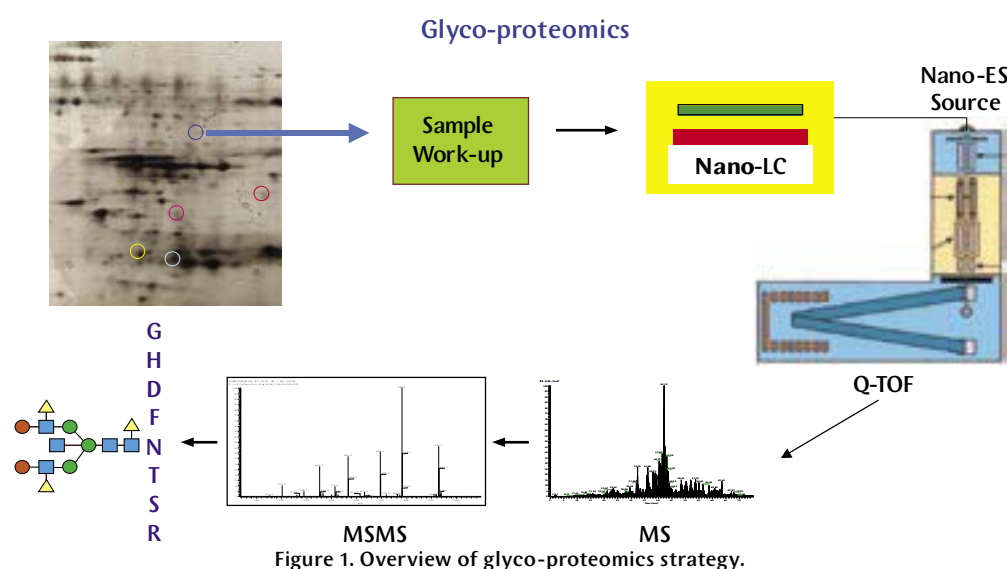 Glyco-proteomics
Nano-ES
Source
Sample
Work-up
Nano-LC
Q-TOF
G
H
D
F
N
T
S
R
MSMS
MS
Figure 1. Overview of glyco-proteomics strategy.